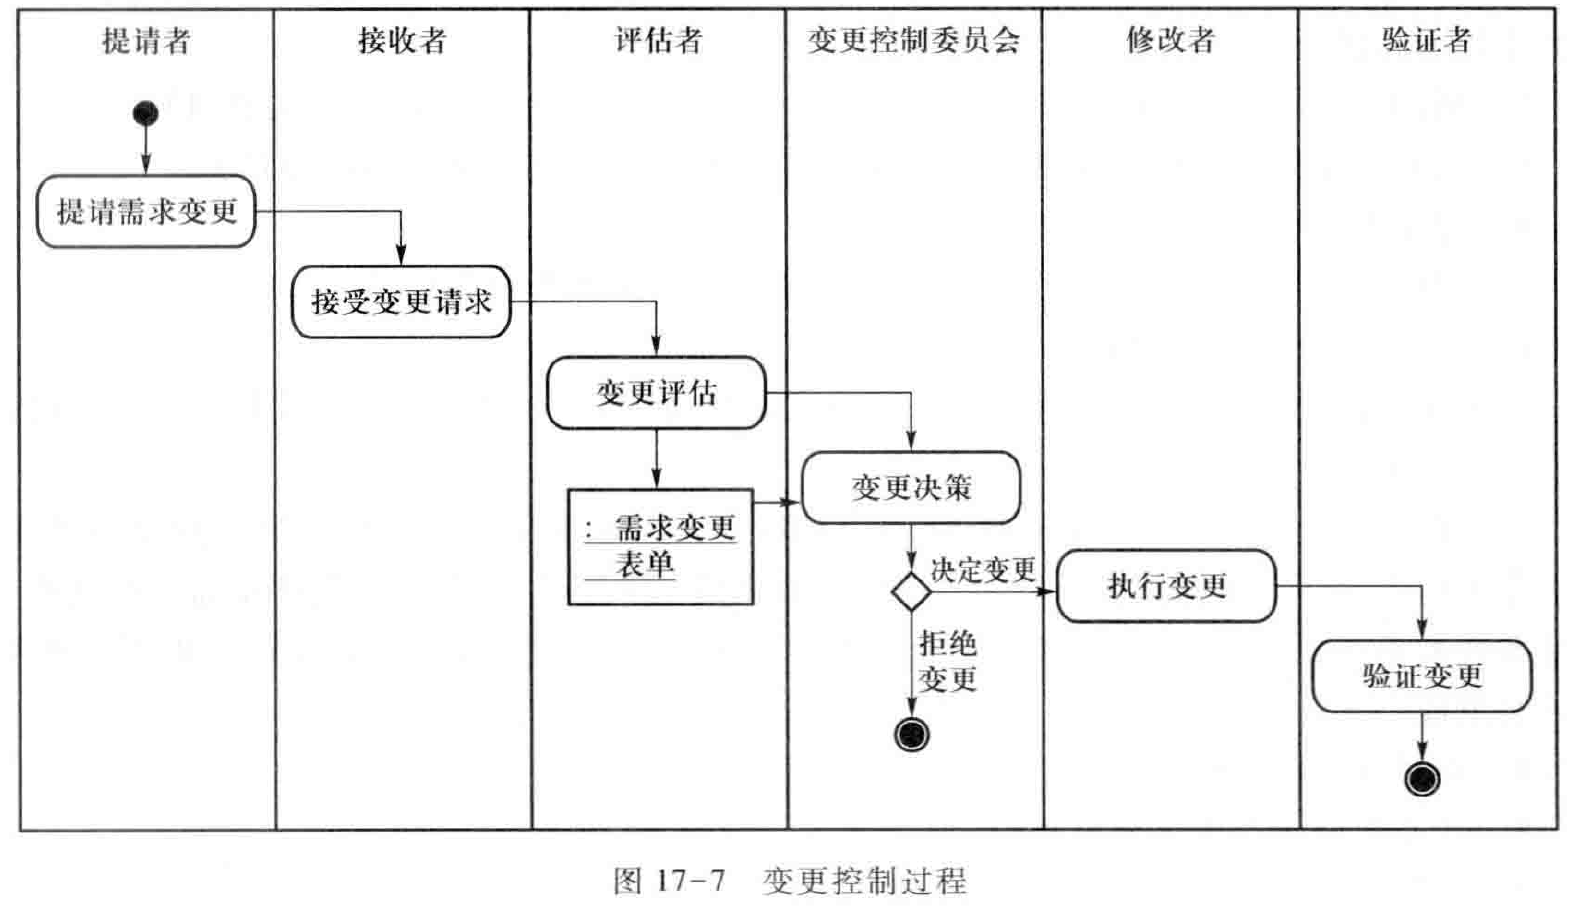 提请者
接收者
评估者
变更控制委员会
修改者
验证者
提请需求变更
接受变更请求
变更评估
变更决策
: 需求变更
表单
决定变更
执行变更
拒绝
变更
验证变更
图 17-7 变更控制过程